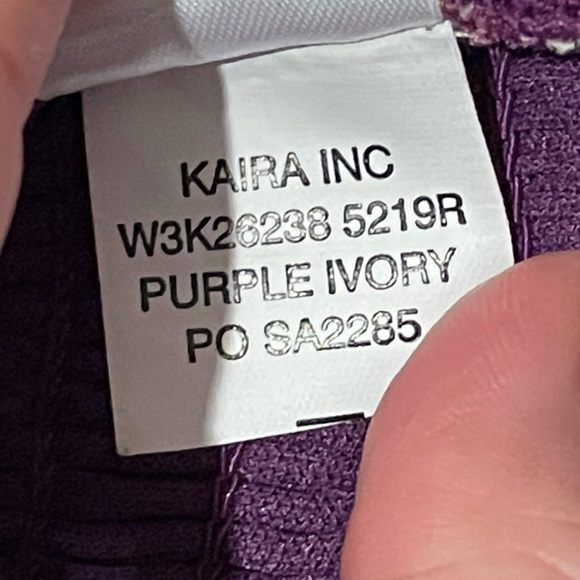 KAIRA INC
W3K26238 5219R
PURPLE IVORY
PO SA2285